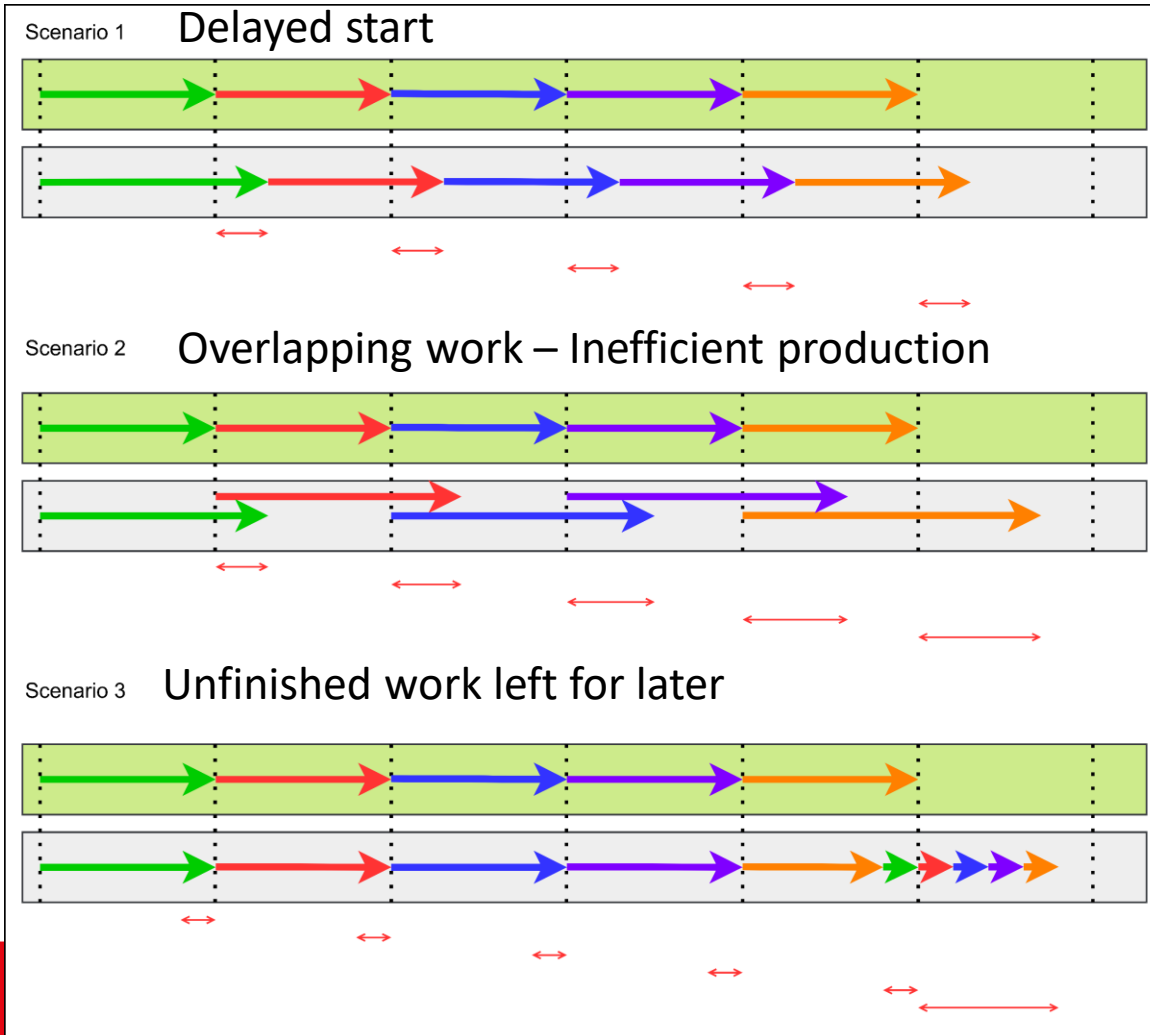 Scenario 1 Delayed start
Scenario 2 Overlapping work – Inefficient production
Scenario 3 Unfinished work left for later